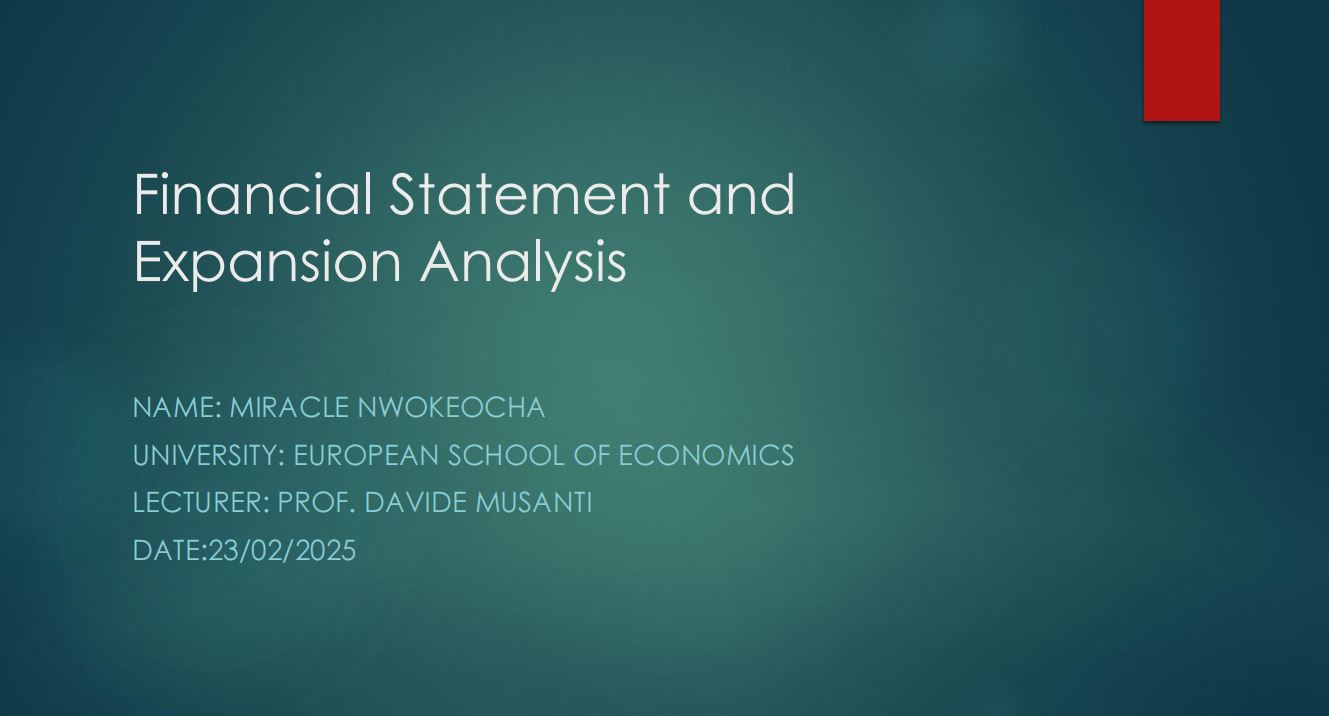 Financial Statement and
Expansion Analysis
NAME: MIRACLE NWOKEOCHA
UNIVERSITY: EUROPEAN SCHOOL OF ECONOMICS
LECTURER: PROF. DAVIDE MUSANTI
DATE:23/02/2025